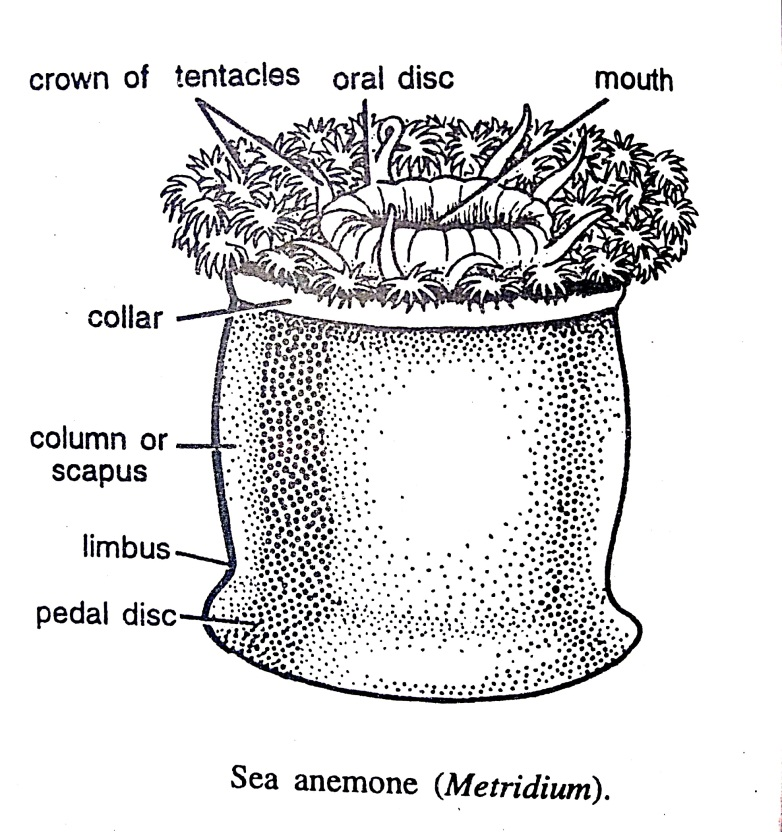 crown of tentacles
oral disc
mouth
collar
column or
scapus
limbus
pedal disc
Sea anemone (Metridium).